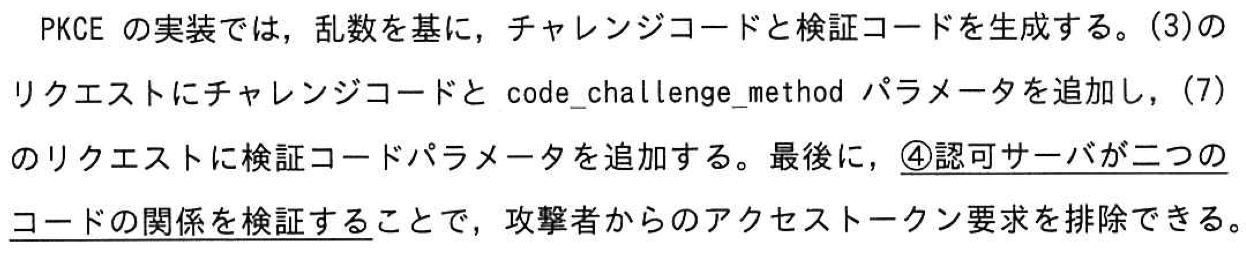 PKCE の実装では，乱数を基に，チャレンジコードと検証コードを生成する。(3)の
リクエストにチャレンジコードと code_challenge_method パラメータを追加し，(7)
のリクエストに検証コードパラメータを追加する。最後に，④認可サーバが二つの
コードの関係を検証することで，攻撃者からのアクセストークン要求を排除できる。